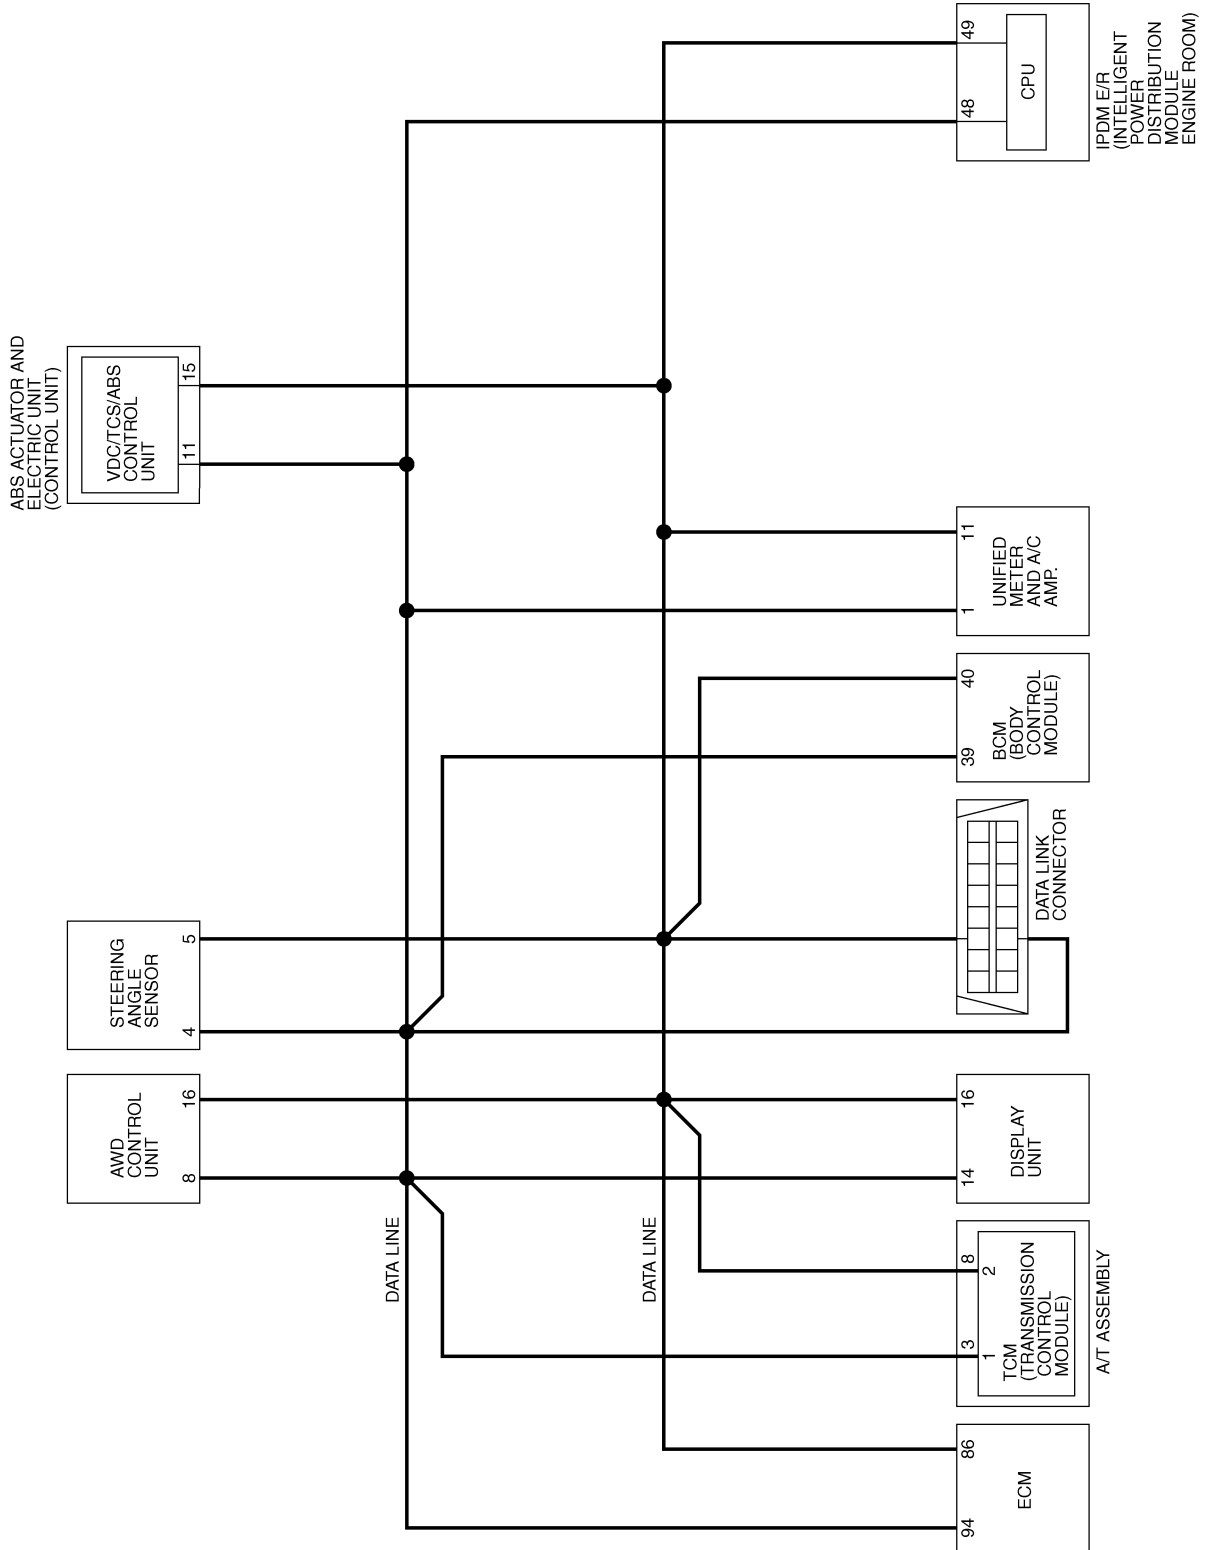 ABS ACTUATOR AND
ELECTRIC UNIT
(CONTROL UNIT)
VDC/TCS/ABS
CONTROL
UNIT
11
15
STEERING
ANGLE
SENSOR
4
5
AWD
CONTROL
UNIT
8
16
DATA LINE
DATA LINE
94
86
ECM
3
8
1
2
TCM
(TRANSMISSION
CONTROL
MODULE)
A/T ASSEMBLY
14
16
DISPLAY
UNIT
DATA LINK
CONNECTOR
39
40
BCM
(BODY
CONTROL
MODULE)
1
11
UNIFIED
METER
AND A/C
AMP.
48
49
CPU
IPDM E/R
(INTELLIGENT
POWER
DISTRIBUTION
MODULE
ENGINE ROOM)